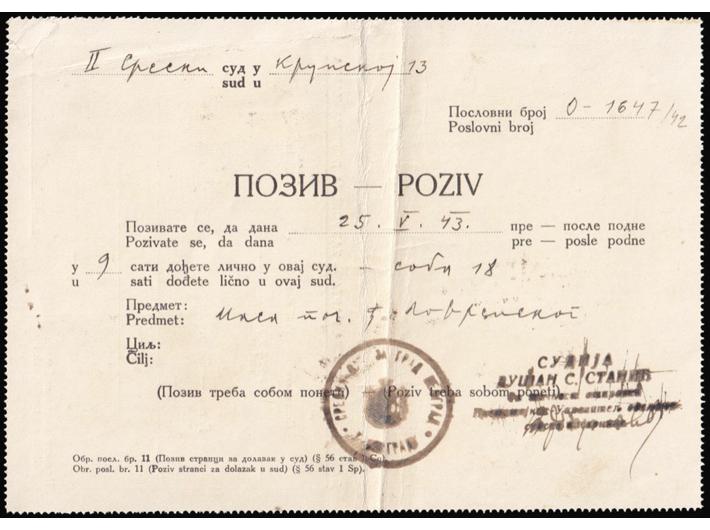 II Срески суд у Крунској 13
sud u
Пословни број O-1647/42
Poslovni broj
ПОЗИВ — POZIV
Позивате се, да дана 25. V. 43. пре — после подне
Pozivate se, da dana pre — posle podne
у 9 сати дођете лично у овај суд. - соба 18
u sati dođete lično u ovaj sud.
Предмет: Маса поч.
Predmet:
Циљ:
Čilj:
(Позив треба собом понети) — (Poziv treba sobom poneti)
СУДИЈА
ДУШАН С. СТАНИЋ
Обр. посл. бр. 11 (Позив странци за долазак у суд) (§ 56 став 1 Сп).
Obr. posl. br. 11 (Poziv stranci za dolazak u sud) (§ 56 stav 1 Sp).